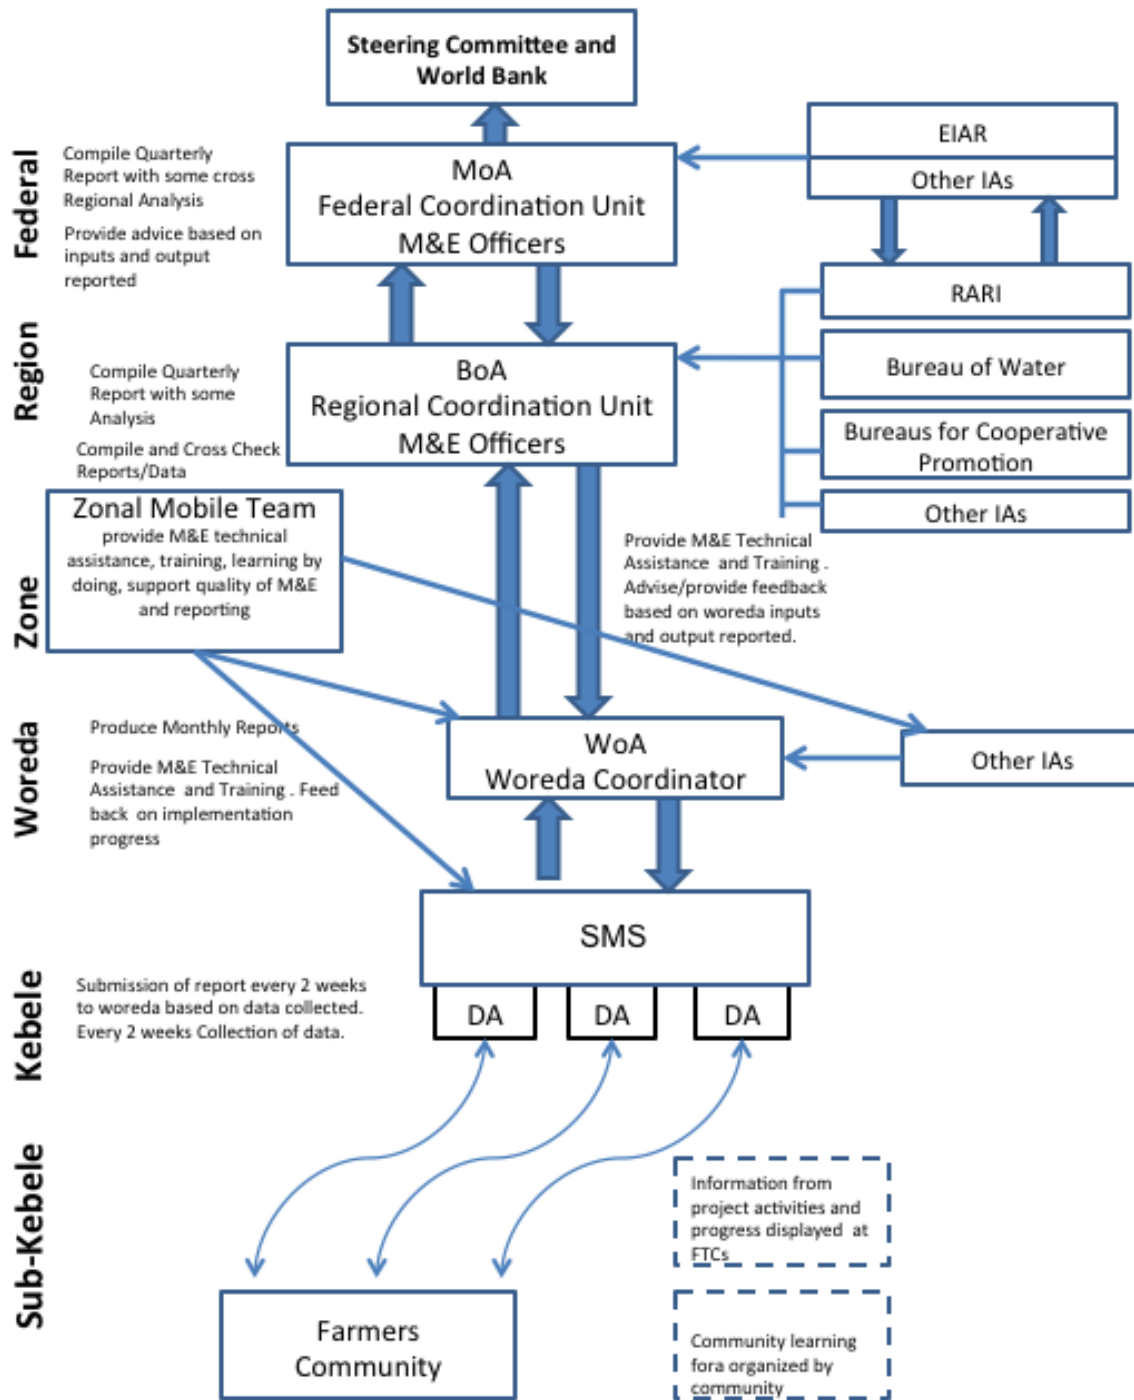 Steering Committee and
World Bank
Federal
Compile Quarterly
Report with some cross
Regional Analysis
Provide advice based on
inputs and output
reported
MoA
Federal Coordination Unit
M&E Officers
EIAR
Other IAs
Region
Compile Quarterly
Report with some
Analysis
Compile and Cross Check
Reports/Data
BoA
Regional Coordination Unit
M&E Officers
RARI
Bureau of Water
Bureaus for Cooperative
Promotion
Other IAs
Zone
Zonal Mobile Team
provide M&E technical
assistance, training, learning by
doing, support quality of M&E
and reporting
Provide M&E Technical
Assistance and Training .
Advise/provide feedback
based on woreda inputs
and output reported.
Woreda
Produce Monthly Reports
Provide M&E Technical
Assistance and Training . Feed
back on implementation
progress
WoA
Woreda Coordinator
Other IAs
Kebele
Submission of report every 2 weeks
to woreda based on data collected.
Every 2 weeks Collection of data.
SMS
DA
DA
DA
Sub-Kebele
Farmers
Community
Information from
project activities and
progress displayed at
FTCs
Community learning
fora organized by
community